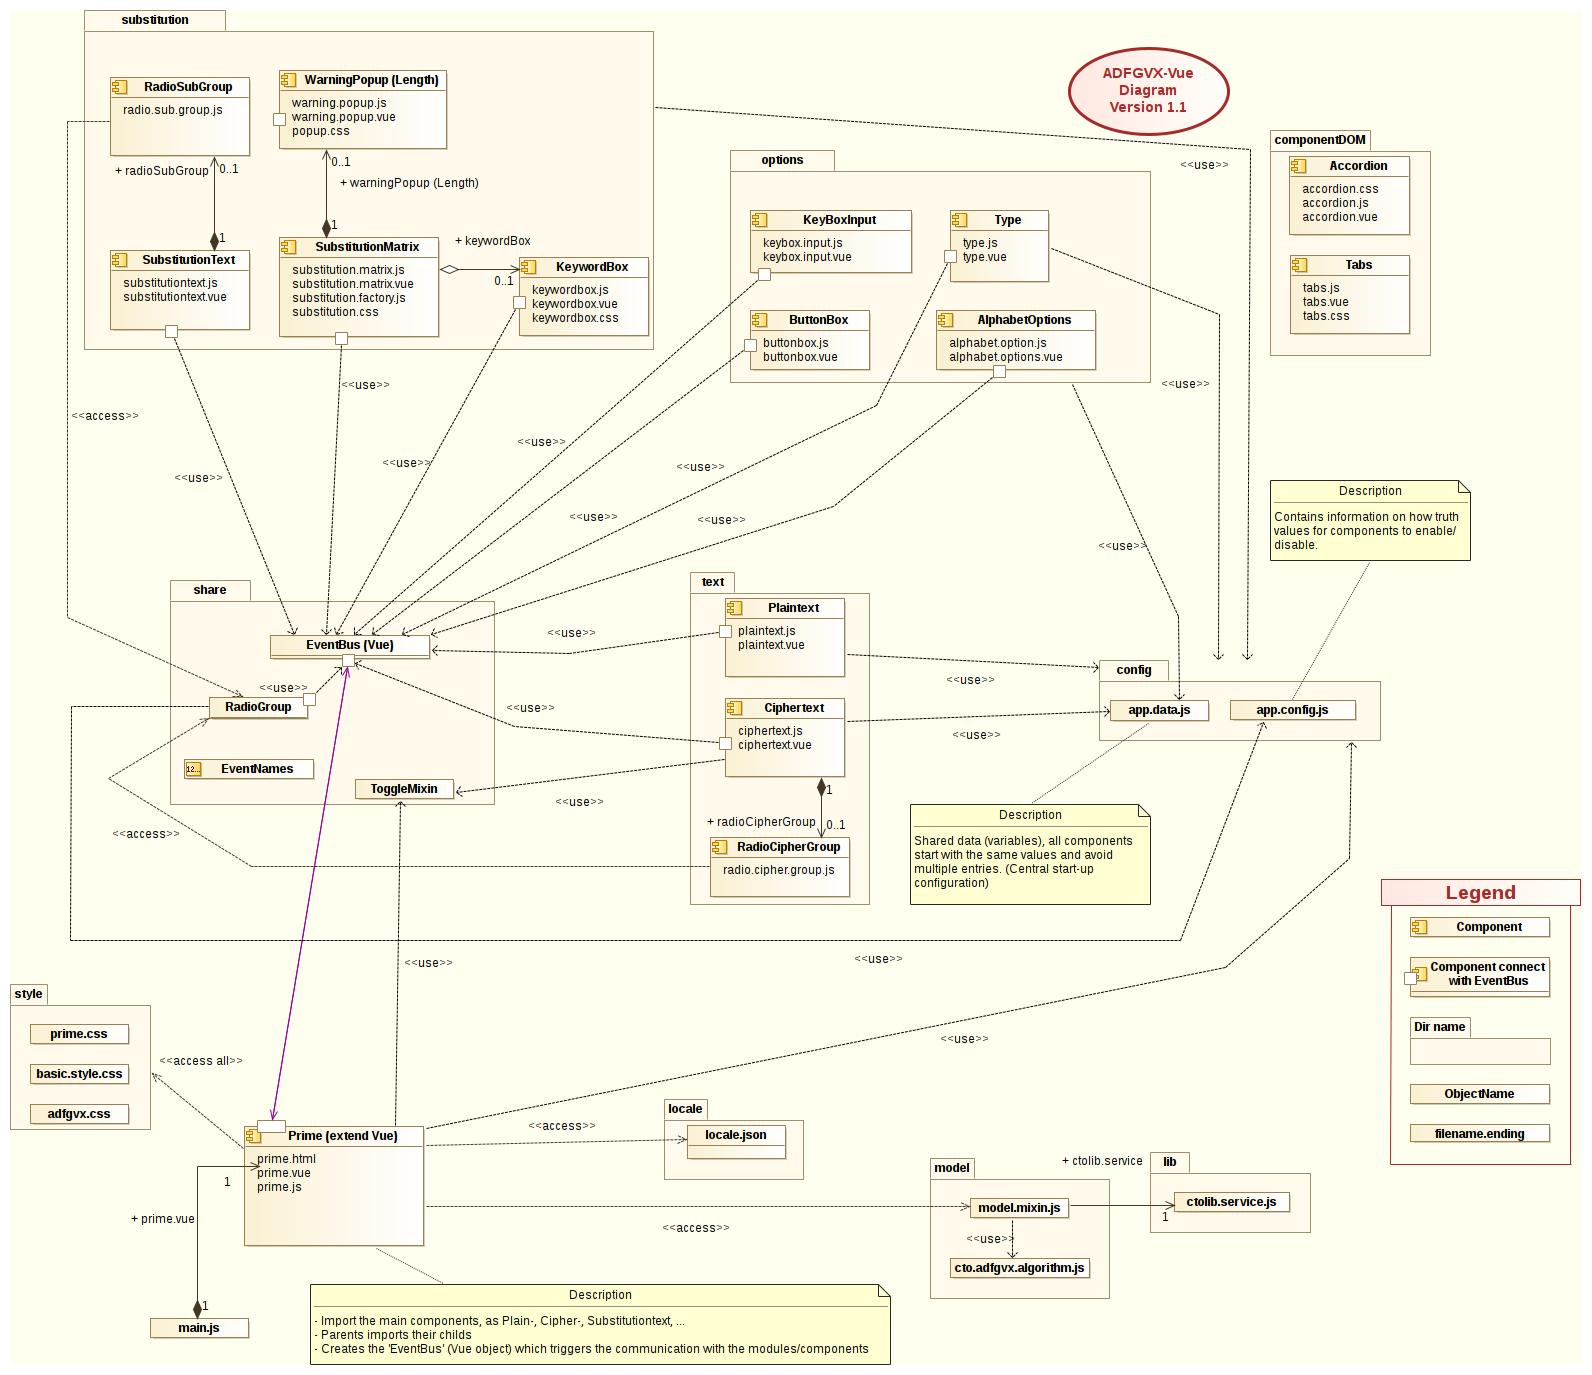 substitution
RadioSubGroup
radio.sub.group.js
WarningPopup (Length)
warning.popup.js
warning.popup.vue
popup.css
+ radioSubGroup
0..1
1
0..1
+ warningPopup (Length)
1
SubstitutionText
substitutiontext.js
substitutiontext.vue
SubstitutionMatrix
substitution.matrix.js
substitution.matrix.vue
substitution.factory.js
substitution.css
+ keywordBox
0..1
KeywordBox
keywordbox.js
keywordbox.vue
keywordbox.css
ADFGVX-Vue
Diagram
Version 1.1
<<use>>
options
KeyBoxInput
keybox.input.js
keybox.input.vue
Type
type.js
type.vue
ButtonBox
buttonbox.js
buttonbox.vue
AlphabetOptions
alphabet.option.js
alphabet.options.vue
componentDOM
Accordion
accordion.css
accordion.js
accordion.vue
Tabs
tabs.js
tabs.vue
tabs.css
<<use>>
<<use>>
<<access>>
<<use>>
<<use>>
<<use>>
<<use>>
<<use>>
<<use>>
<<use>>
Description
Contains information on how truth
values for components to enable/
disable.
share
EventBus (Vue)
<<use>>
RadioGroup
12...
EventNames
ToggleMixin
<<access>>
<<use>>
<<use>>
<<use>>
text
Plaintext
plaintext.js
plaintext.vue
Ciphertext
ciphertext.js
ciphertext.vue
1
+ radioCipherGroup
0..1
RadioCipherGroup
radio.cipher.group.js
<<use>>
<<use>>
config
app.data.js
app.config.js
Description
Shared data (variables), all components
start with the same values and avoid
multiple entries. (Central start-up
configuration)
<<use>>
<<use>>
<<use>>
Legend
Component
Component connect
with EventBus
Dir name
ObjectName
filename.ending
style
prime.css
basic.style.css
adfgvx.css
<<access all>>
Prime (extend Vue)
prime.html
prime.vue
prime.js
1
+ prime.vue
1
main.js
<<access>>
locale
locale.json
<<access>>
model
model.mixin.js
<<use>>
cto.adfgvx.algorithm.js
+ ctolib.service
1
lib
ctolib.service.js
Description
- Import the main components, as Plain-, Cipher-, Substitutiontext, ...
- Parents imports their childs
- Creates the 'EventBus' (Vue object) which triggers the communication with the modules/components